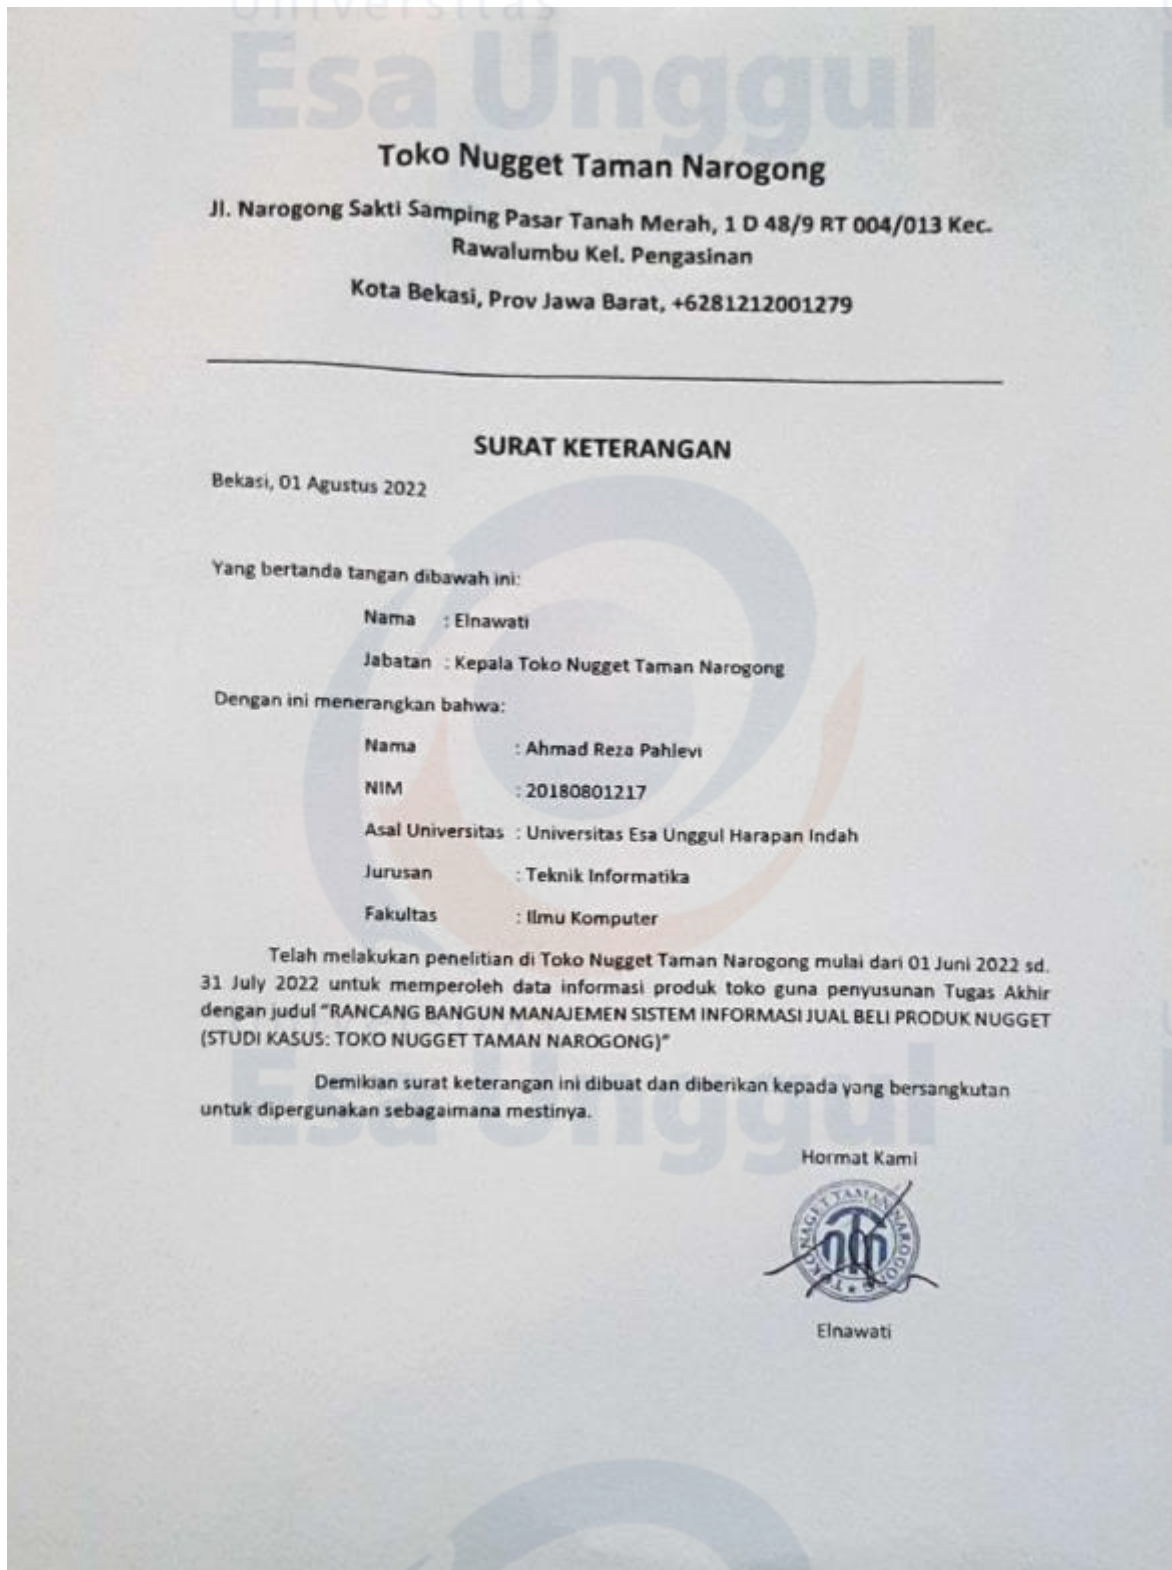 Universitas
Esa Unggul
Toko Nugget Taman Narogong
Jl. Narogong Sakti Samping Pasar Tanah Merah, 1 D 48/9 RT 004/013 Kec.
Rawalumbu Kel. Pengasinan
Kota Bekasi, Prov Jawa Barat, +6281212001279
SURAT KETERANGAN
Bekasi, 01 Agustus 2022
Yang bertanda tangan dibawah ini:
Nama : Elnawati
Jabatan : Kepala Toko Nugget Taman Narogong
Dengan ini menerangkan bahwa:
Nama : Ahmad Reza Pahlevi
NIM : 20180801217
Asal Universitas : Universitas Esa Unggul Harapan Indah
Jurusan : Teknik Informatika
Fakultas : Ilmu Komputer
Telah melakukan penelitian di Toko Nugget Taman Narogong mulai dari 01 Juni 2022 sd.
31 July 2022 untuk memperoleh data informasi produk toko guna penyusunan Tugas Akhir
dengan judul "RANCANG BANGUN MANAJEMEN SISTEM INFORMASI JUAL BELI PRODUK NUGGET
(STUDI KASUS: TOKO NUGGET TAMAN NAROGONG)"
Esa Unggul
Demikian surat keterangan ini dibuat dan diberikan kepada yang bersangkutan
untuk dipergunakan sebagaimana mestinya.
Hormat Kami
TOKO NAGET TAMAN NAROGONG
Elnawati